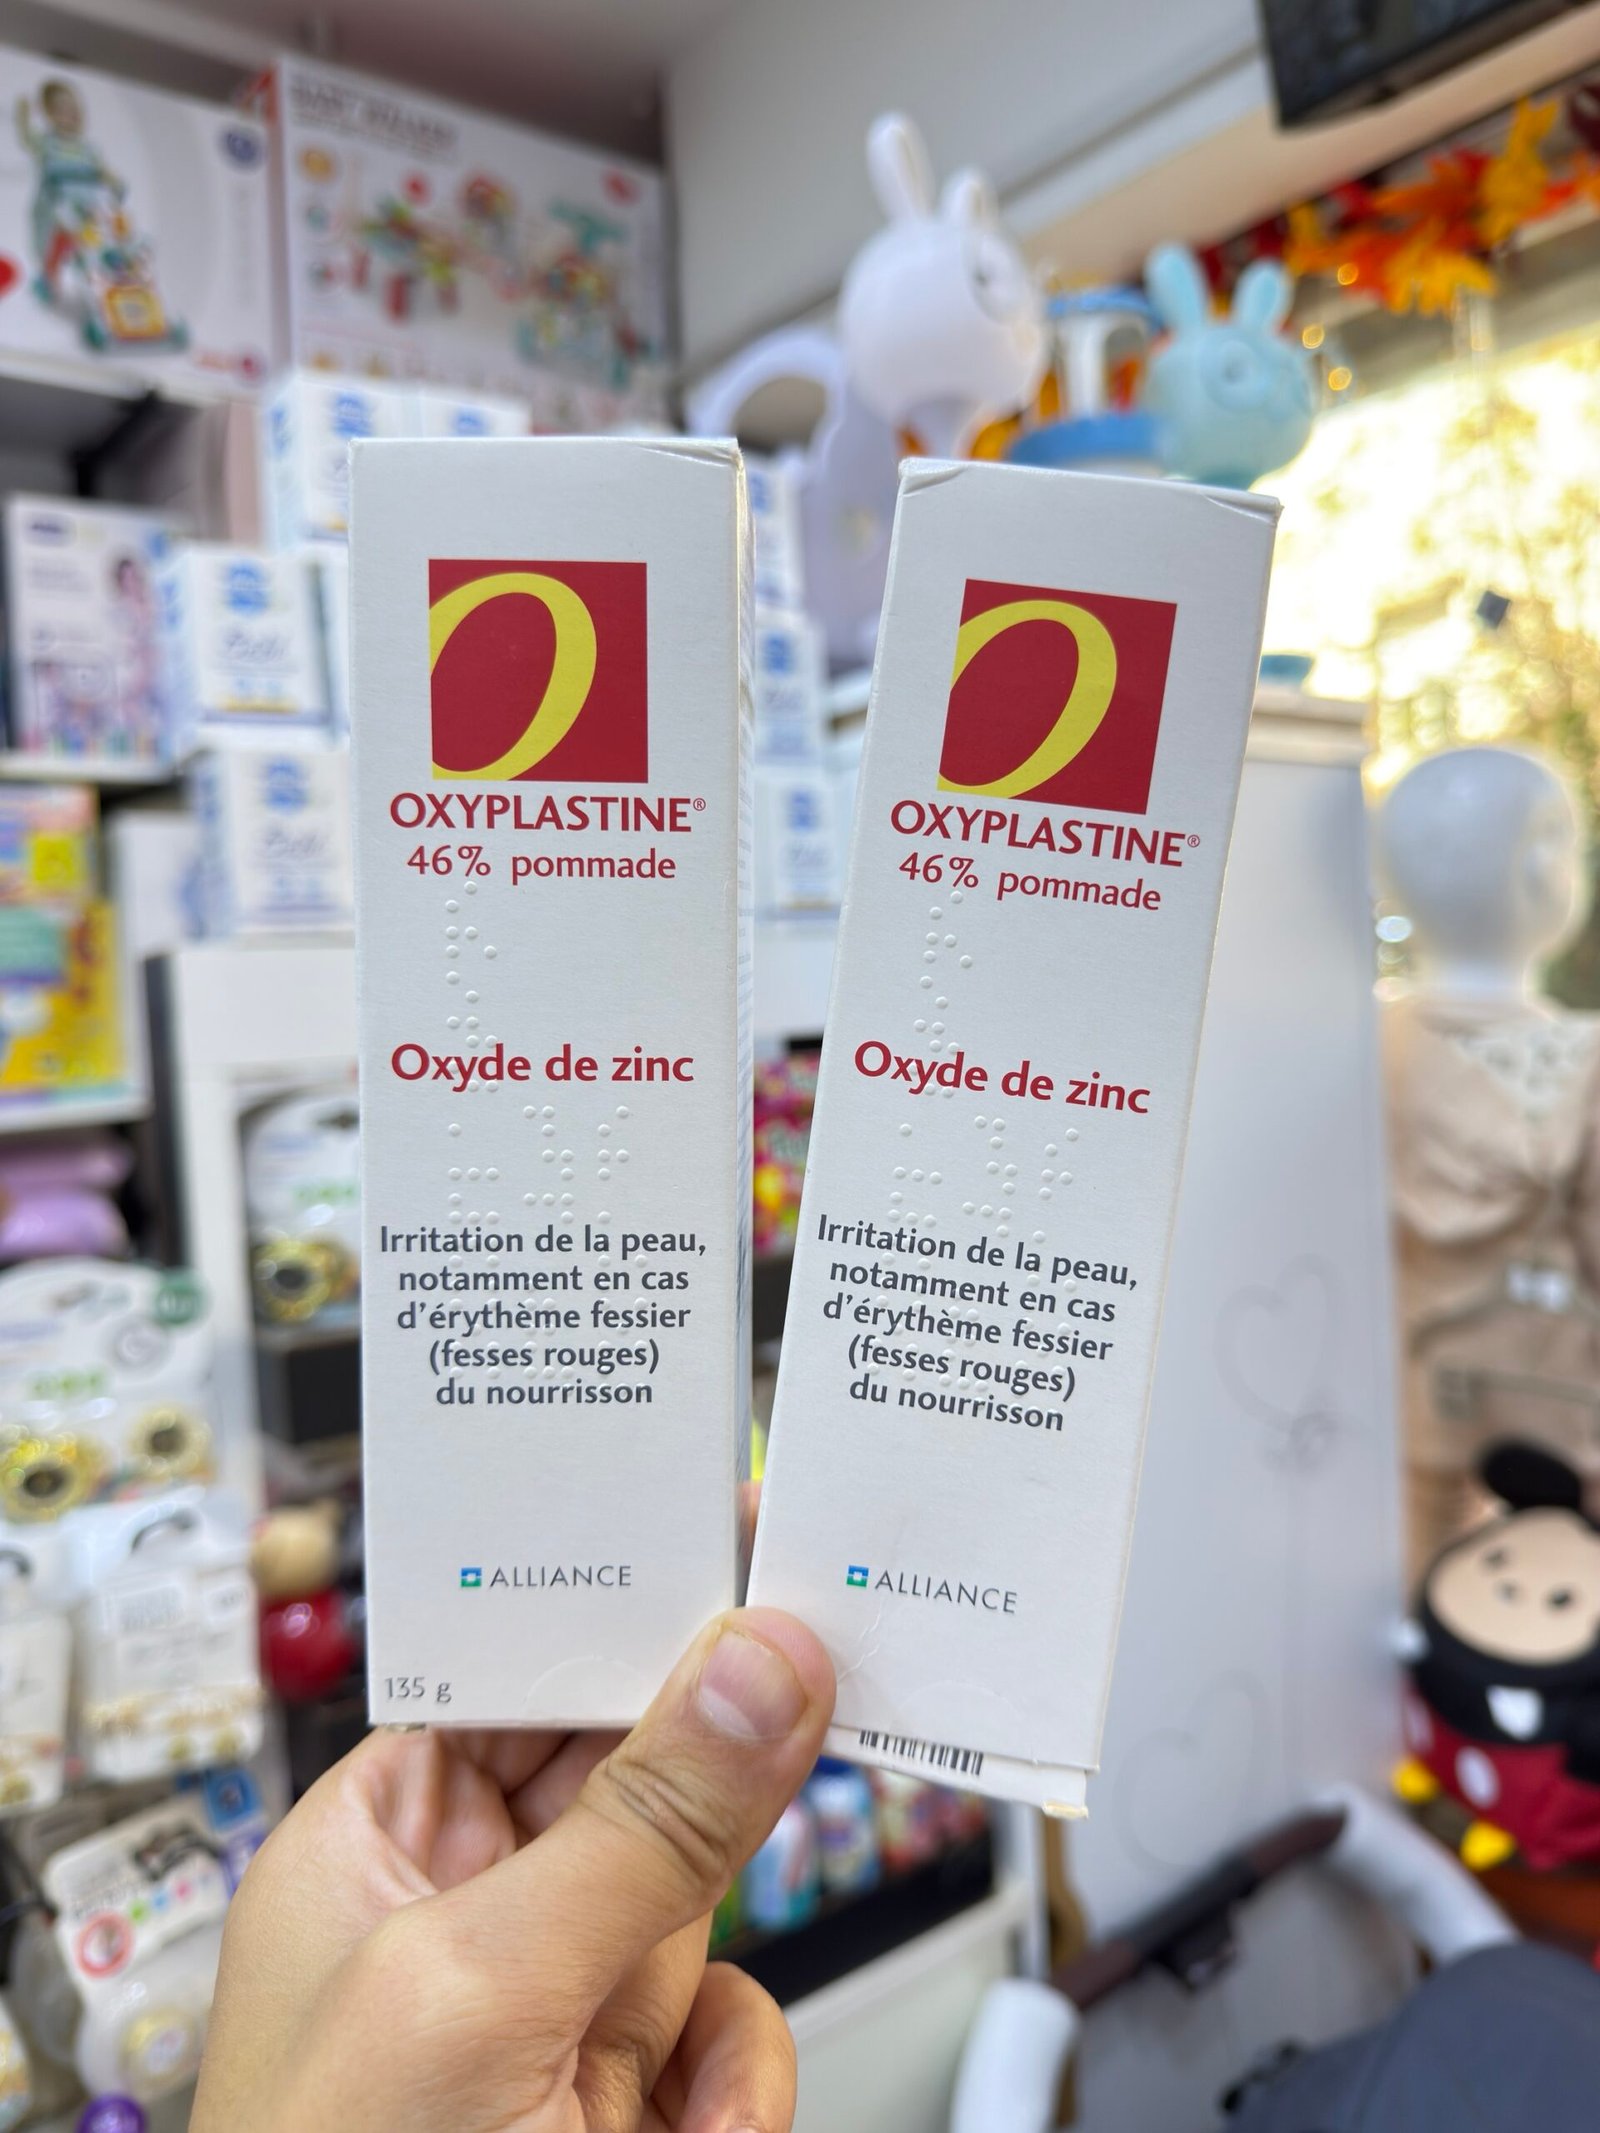 OXYPLASTINE®
46% pommade
Oxyde de zinc
Irritation de la peau,
notamment en cas
d'érythème fessier
(fesses rouges)
du nourrisson
ALLIANCE
135 g
OXYPLASTINE®
46% pommade
Oxyde de zinc
Irritation de la peau,
notamment en cas
d'érythème fessier
(fesses rouges)
du nourrisson
ALLIANCE